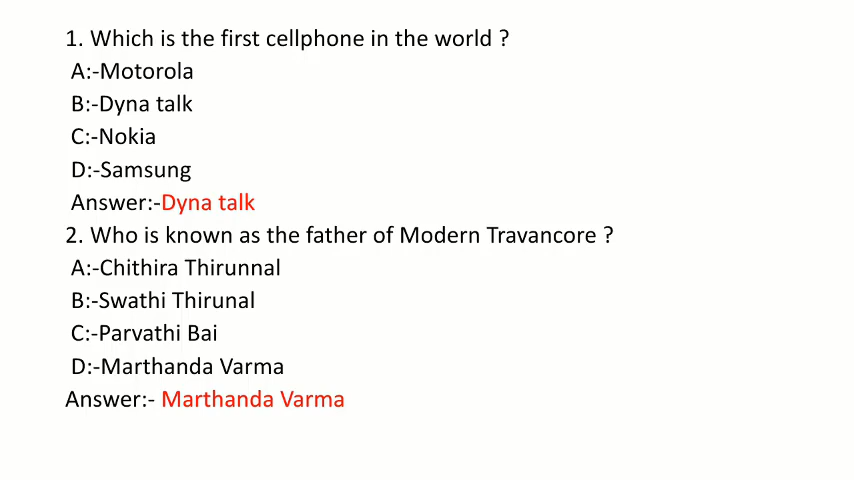 1. Which is the first cellphone in the world ?
A:-Motorola
B:-Dyna talk
C:-Nokia
D:-Samsung
Answer:-Dyna talk
2. Who is known as the father of Modern Travancore ?
A:-Chithira Thirunnal
B:-Swathi Thirunal
C:-Parvathi Bai
D:-Marthanda Varma
Answer:- Marthanda Varma